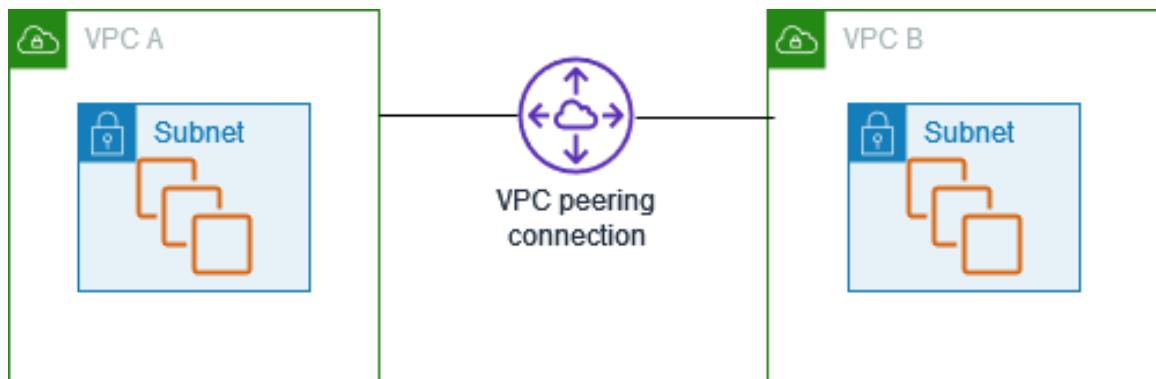 VPC A
Subnet
VPC peering
connection
VPC B
Subnet